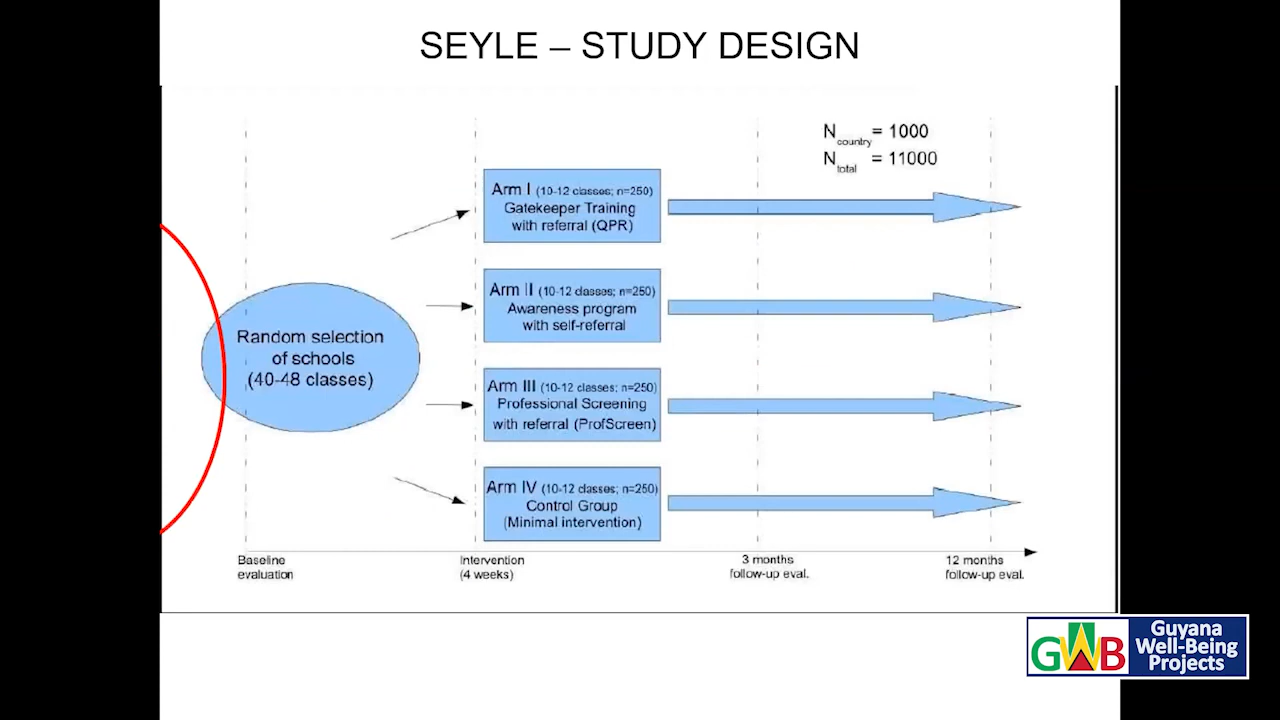 SEYLE – STUDY DESIGN
N country = 1000
N total = 11000
Random selection
of schools
(40-48 classes)
Arm I (10-12 classes; n=250)
Gatekeeper Training
with referral (QPR)
Arm II (10-12 classes; n=250)
Awareness program
with self-referral
Arm III (10-12 classes; n=250)
Professional Screening
with referral (ProfScreen)
Arm IV (10-12 classes; n=250)
Control Group
(Minimal intervention)
Baseline
evaluation
Intervention
(4 weeks)
3 months
follow-up eval.
12 months
follow-up eval.
GWB
Guyana
Well-Being
Projects